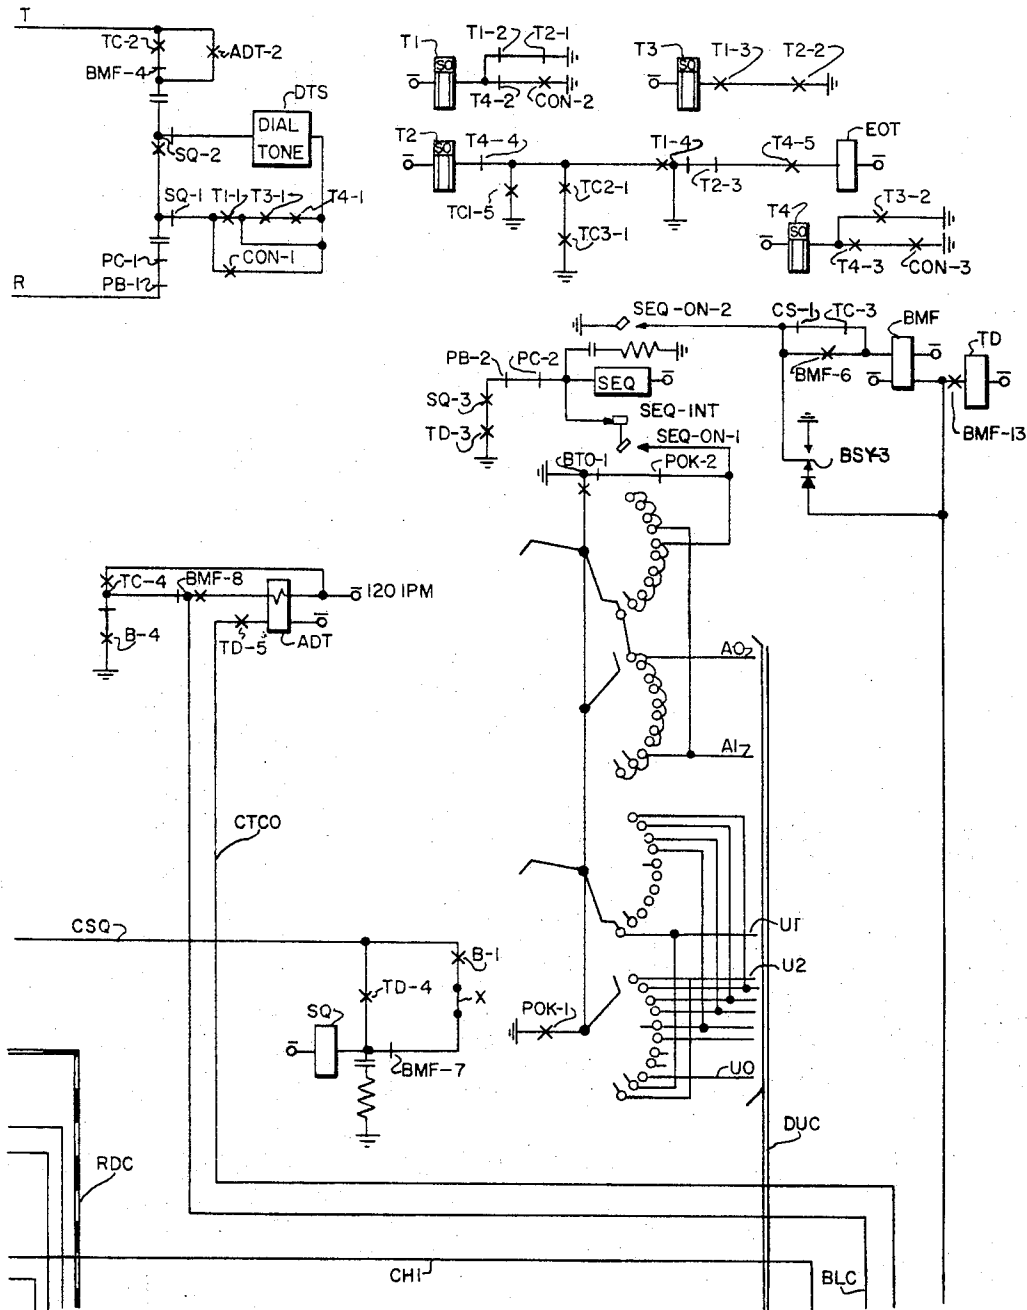 T
TC-2
ADT-2
BMF-4
DTS
DIAL
TONE
SQ-2
SQ-1
T1-1
T3-1
T4-1
CON-1
PC-1
PB-1
R
T1
SO
T1-2
T2-1
T4-2
CON-2
T3
SO
T1-3
T2-2
T2
SO
T4-4
T1-4
T2-3
T4-5
EOT
TC1-5
TC2-1
TC3-1
T4
SO
T3-2
T4-3
CON-3
SEQ-ON-2
CS-1
TC-3
BMF
TD
PB-2
PC-2
SEQ
BMF-6
SQ-3
SEQ-INT
BMF-13
TD-3
SEQ-ON-1
BSY-3
BTO-1
POK-2
TC-4
BMF-8
120 IPM
B-4
TD-5
ADT
A0
A1
CTCO
CSQ
B-1
U1
U2
TD-4
X
SQ
POK-1
BMF-7
U0
DUC
RDC
CH1
BLC